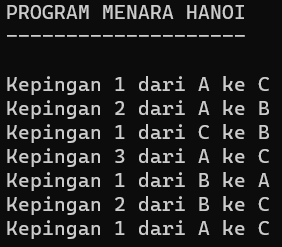 PROGRAM MENARA HANOI
--------------------
Kepingan 1 dari A ke C
Kepingan 2 dari A ke B
Kepingan 1 dari C ke B
Kepingan 3 dari A ke C
Kepingan 1 dari B ke A
Kepingan 2 dari B ke C
Kepingan 1 dari A ke C